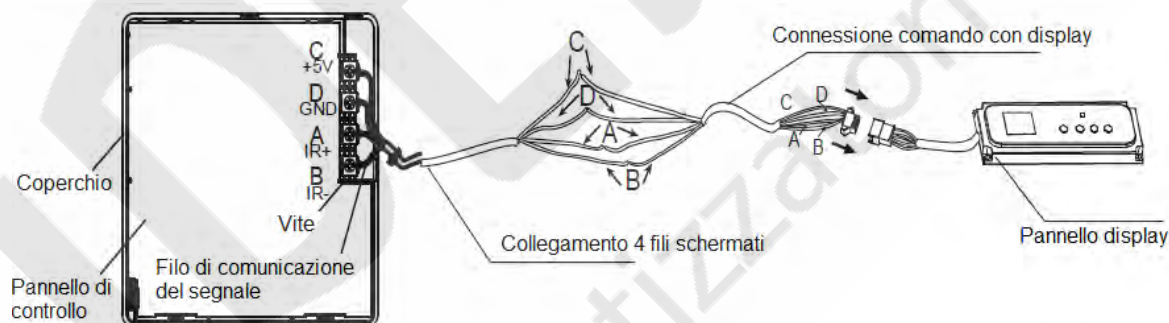 C
+5V
D
GND
A
IR+
B
IR-
Coperchio
Vite
Filo di comunicazione
del segnale
Pannello di
controllo
C
D
A
B
Collegamento 4 fili schermati
Connessione comando con display
C
D
A
B
Pannello display